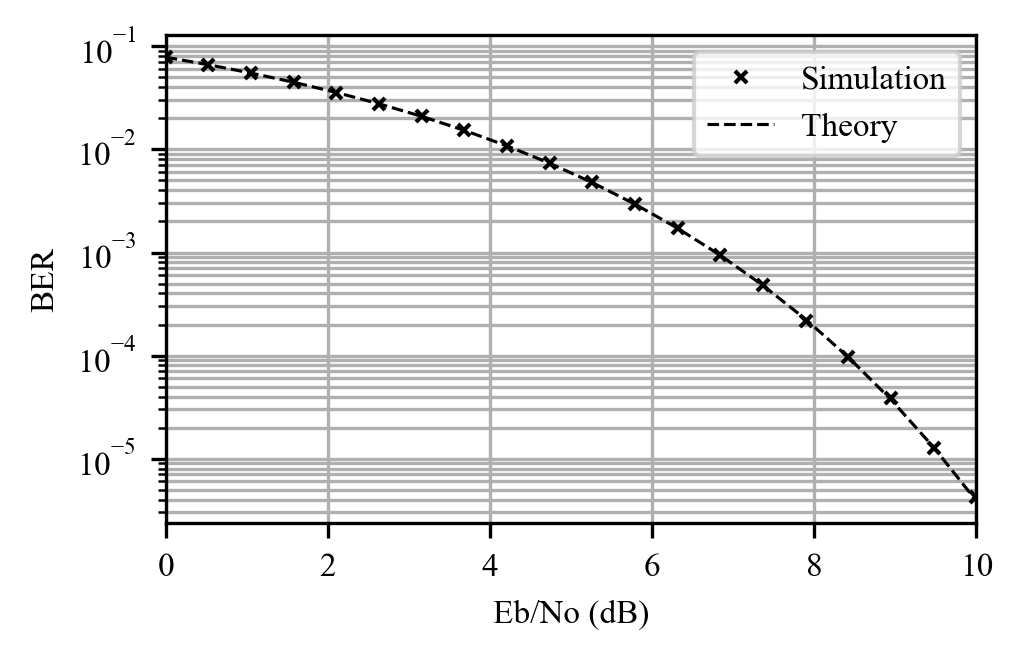 10⁻¹
10⁻²
10⁻³
10⁻⁴
10⁻⁵
BER
Simulation
Theory
0 2 4 6 8 10
Eb/No (dB)